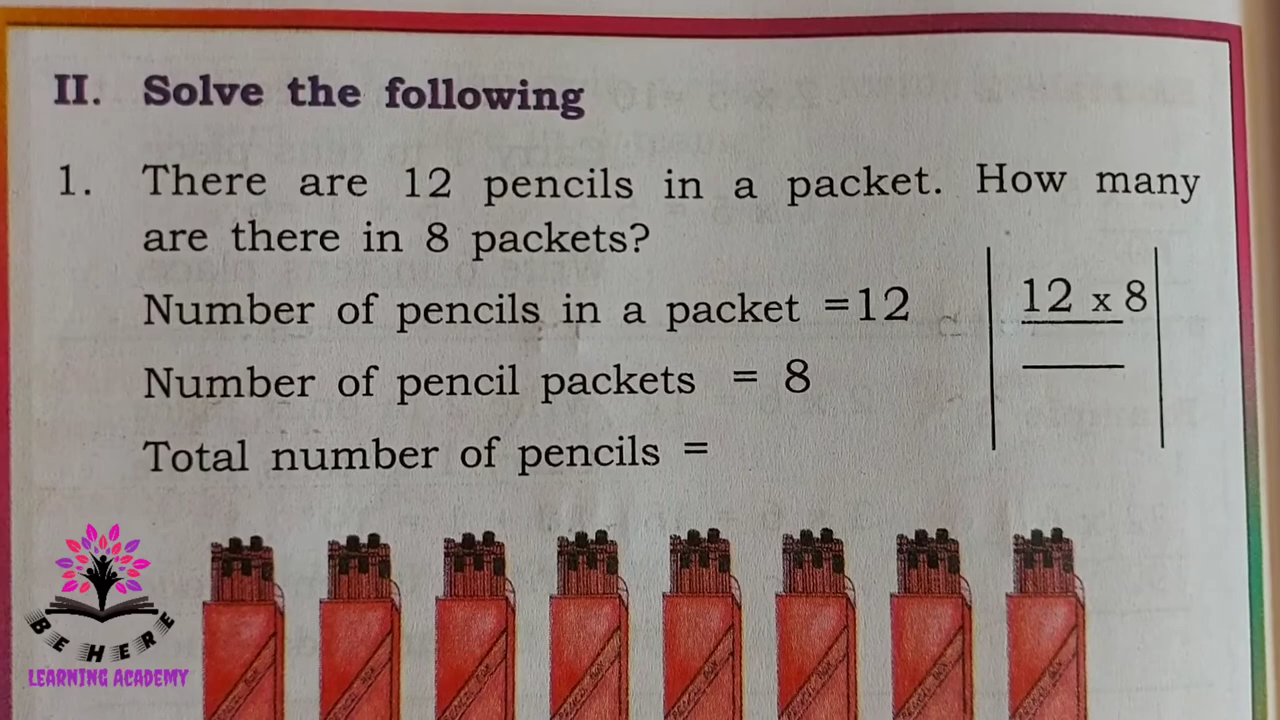 II. Solve the following
1. There are 12 pencils in a packet. How many
are there in 8 packets?
Number of pencils in a packet =12
12 x 8
Number of pencil packets = 8
Total number of pencils =
BE HERE
LEARNING ACADEMY